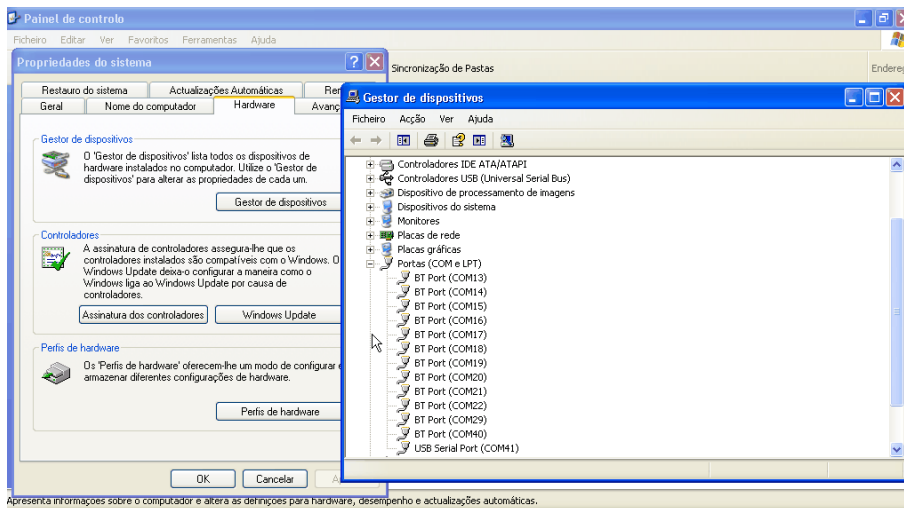 Painel de controlo
Ficheiro Editar Ver Favoritos Ferramentas Ajuda
Sincronização de Pastas
Propriedades do sistema
Restauro do sistema Actualizações Automáticas
Geral Nome do computador Hardware
Gestor de dispositivos
O 'Gestor de dispositivos' lista todos os dispositivos de
hardware instalados no computador. Utilize o 'Gestor de
dispositivos' para alterar as propriedades de cada um.
Gestor de dispositivos
Controladores
A assinatura de controladores assegura-lhe que os
controladores instalados são compatíveis com o Windows. O
Windows Update deixa-o configurar a maneira como o
Windows liga ao Windows Update por causa de
controladores.
Assinatura dos controladores Windows Update
Perfis de hardware
Os 'Perfis de hardware' oferecem-lhe um modo de configurar e
armazenar diferentes configurações de hardware.
Perfis de hardware
OK Cancelar
Gestor de dispositivos
Ficheiro Acção Ver Ajuda
Controladores IDE ATA/ATAPI
Controladores USB (Universal Serial Bus)
Dispositivo de processamento de imagens
Dispositivos do sistema
Monitores
Placas de rede
Placas gráficas
Portas (COM e LPT)
BT Port (COM13)
BT Port (COM14)
BT Port (COM15)
BT Port (COM16)
BT Port (COM17)
BT Port (COM18)
BT Port (COM19)
BT Port (COM20)
BT Port (COM21)
BT Port (COM22)
BT Port (COM29)
BT Port (COM40)
USB Serial Port (COM41)
Apresenta informações sobre o computador e altera as definições para hardware, desempenho e actualizações automáticas.